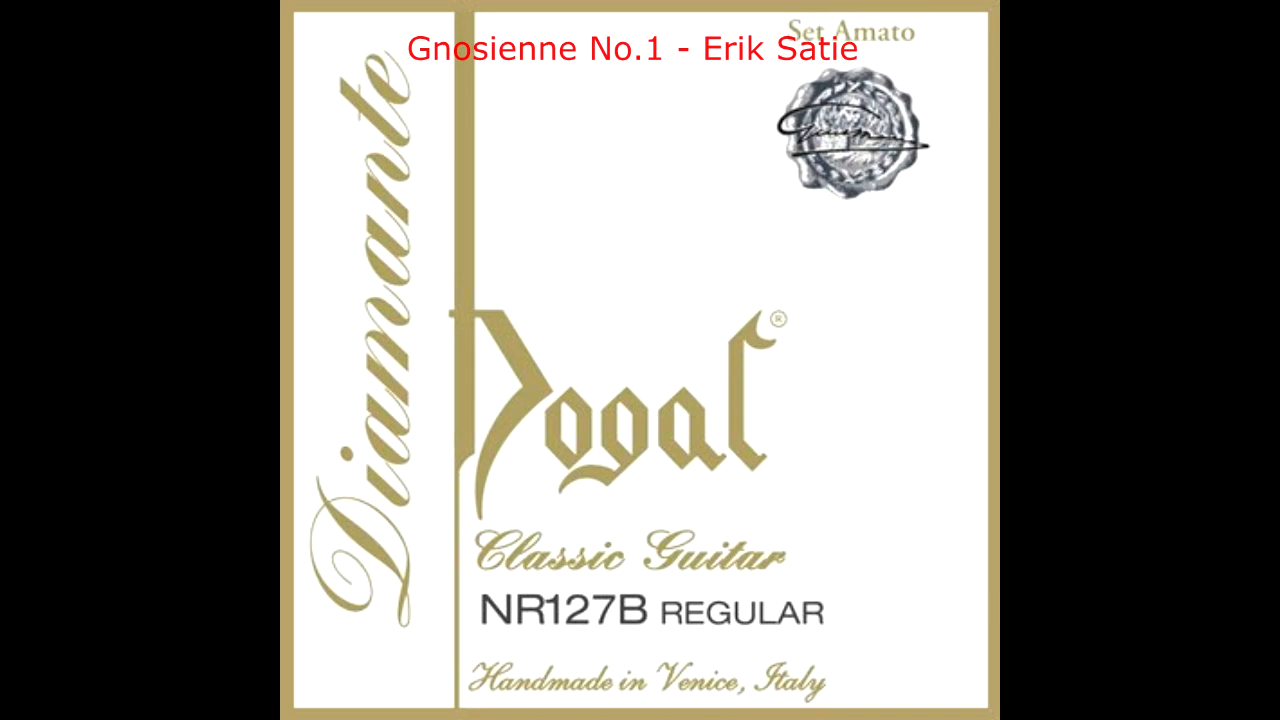 Set Amato
Gnosienne No.1 - Erik Satie
Diamante
Dogal®
Classic Guitar
NR127B REGULAR
Handmade in Venice, Italy